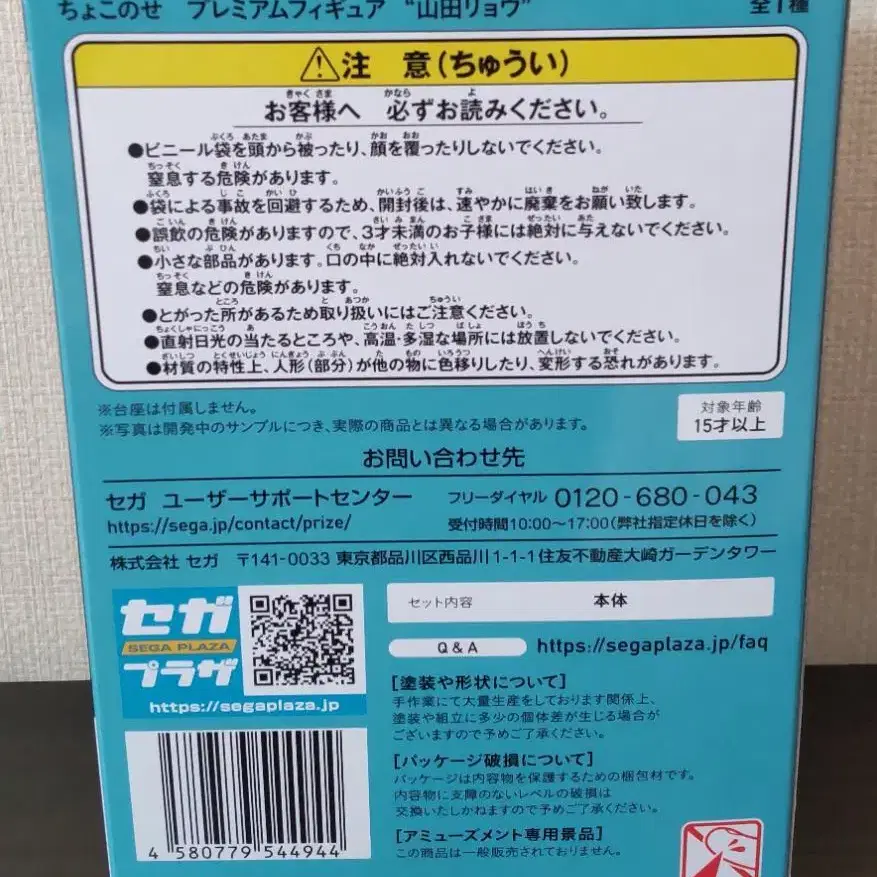 ちょこのせ プレミアムフィギュア “山田リョウ”
全1種
⚠注 意(ちゅうい)
お客様へ 必ずお読みください。
●ビニール袋を頭から被ったり、顔を覆ったりしないでください。
窒息する危険があります。
●袋による事故を回避するため、開封後は、速やかに廃棄をお願い致します。
●誤飲の危険がありますので、3才未満のお子様には絶対に与えないでください。
●小さな部品があります。口の中に絶対入れないでください。
窒息などの危険があります。
●とがった所があるため取り扱いにはご注意ください。
●直射日光の当たるところや、高温・多湿な場所には放置しないでください。
●材質の特性上、人形(部分)が他の物に色移りしたり、変形する恐れがあります。
※台座は付属しません。
※写真は開発中のサンプルにつき、実際の商品とは異なる場合があります。
対象年齢
15才以上
お問い合わせ先
セガ ユーザーサポートセンター
https://sega.jp/contact/prize/
フリーダイヤル 0120-680-043
受付時間10:00~17:00(弊社指定休日を除く)
株式会社 セガ 〒141-0033 東京都品川区西品川1-1-1住友不動産大崎ガーデンタワー
セガ
SEGA PLAZA
プラザ
https://segaplaza.jp
セット内容 本体
Q&A https://segaplaza.jp/faq
[塗装や形状について]
手作業にて大量生産をしております関係上、
塗装や組立に多少の個体差が生じる場合が
ございますので予めご了承ください。
[パッケージ破損について]
パッケージは内容物を保護するための梱包材です。
内容物に支障のないレベルの破損は
交換いたしかねますので予めご了承ください。
[アミューズメント専用景品]
この商品は一般販売されておりません。
4 580779 544944